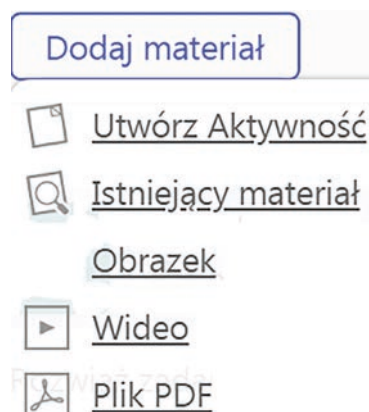 Dodaj materiał
Utwórz Aktywność
Istniejący materiał
Obrazek
Wideo
Plik PDF